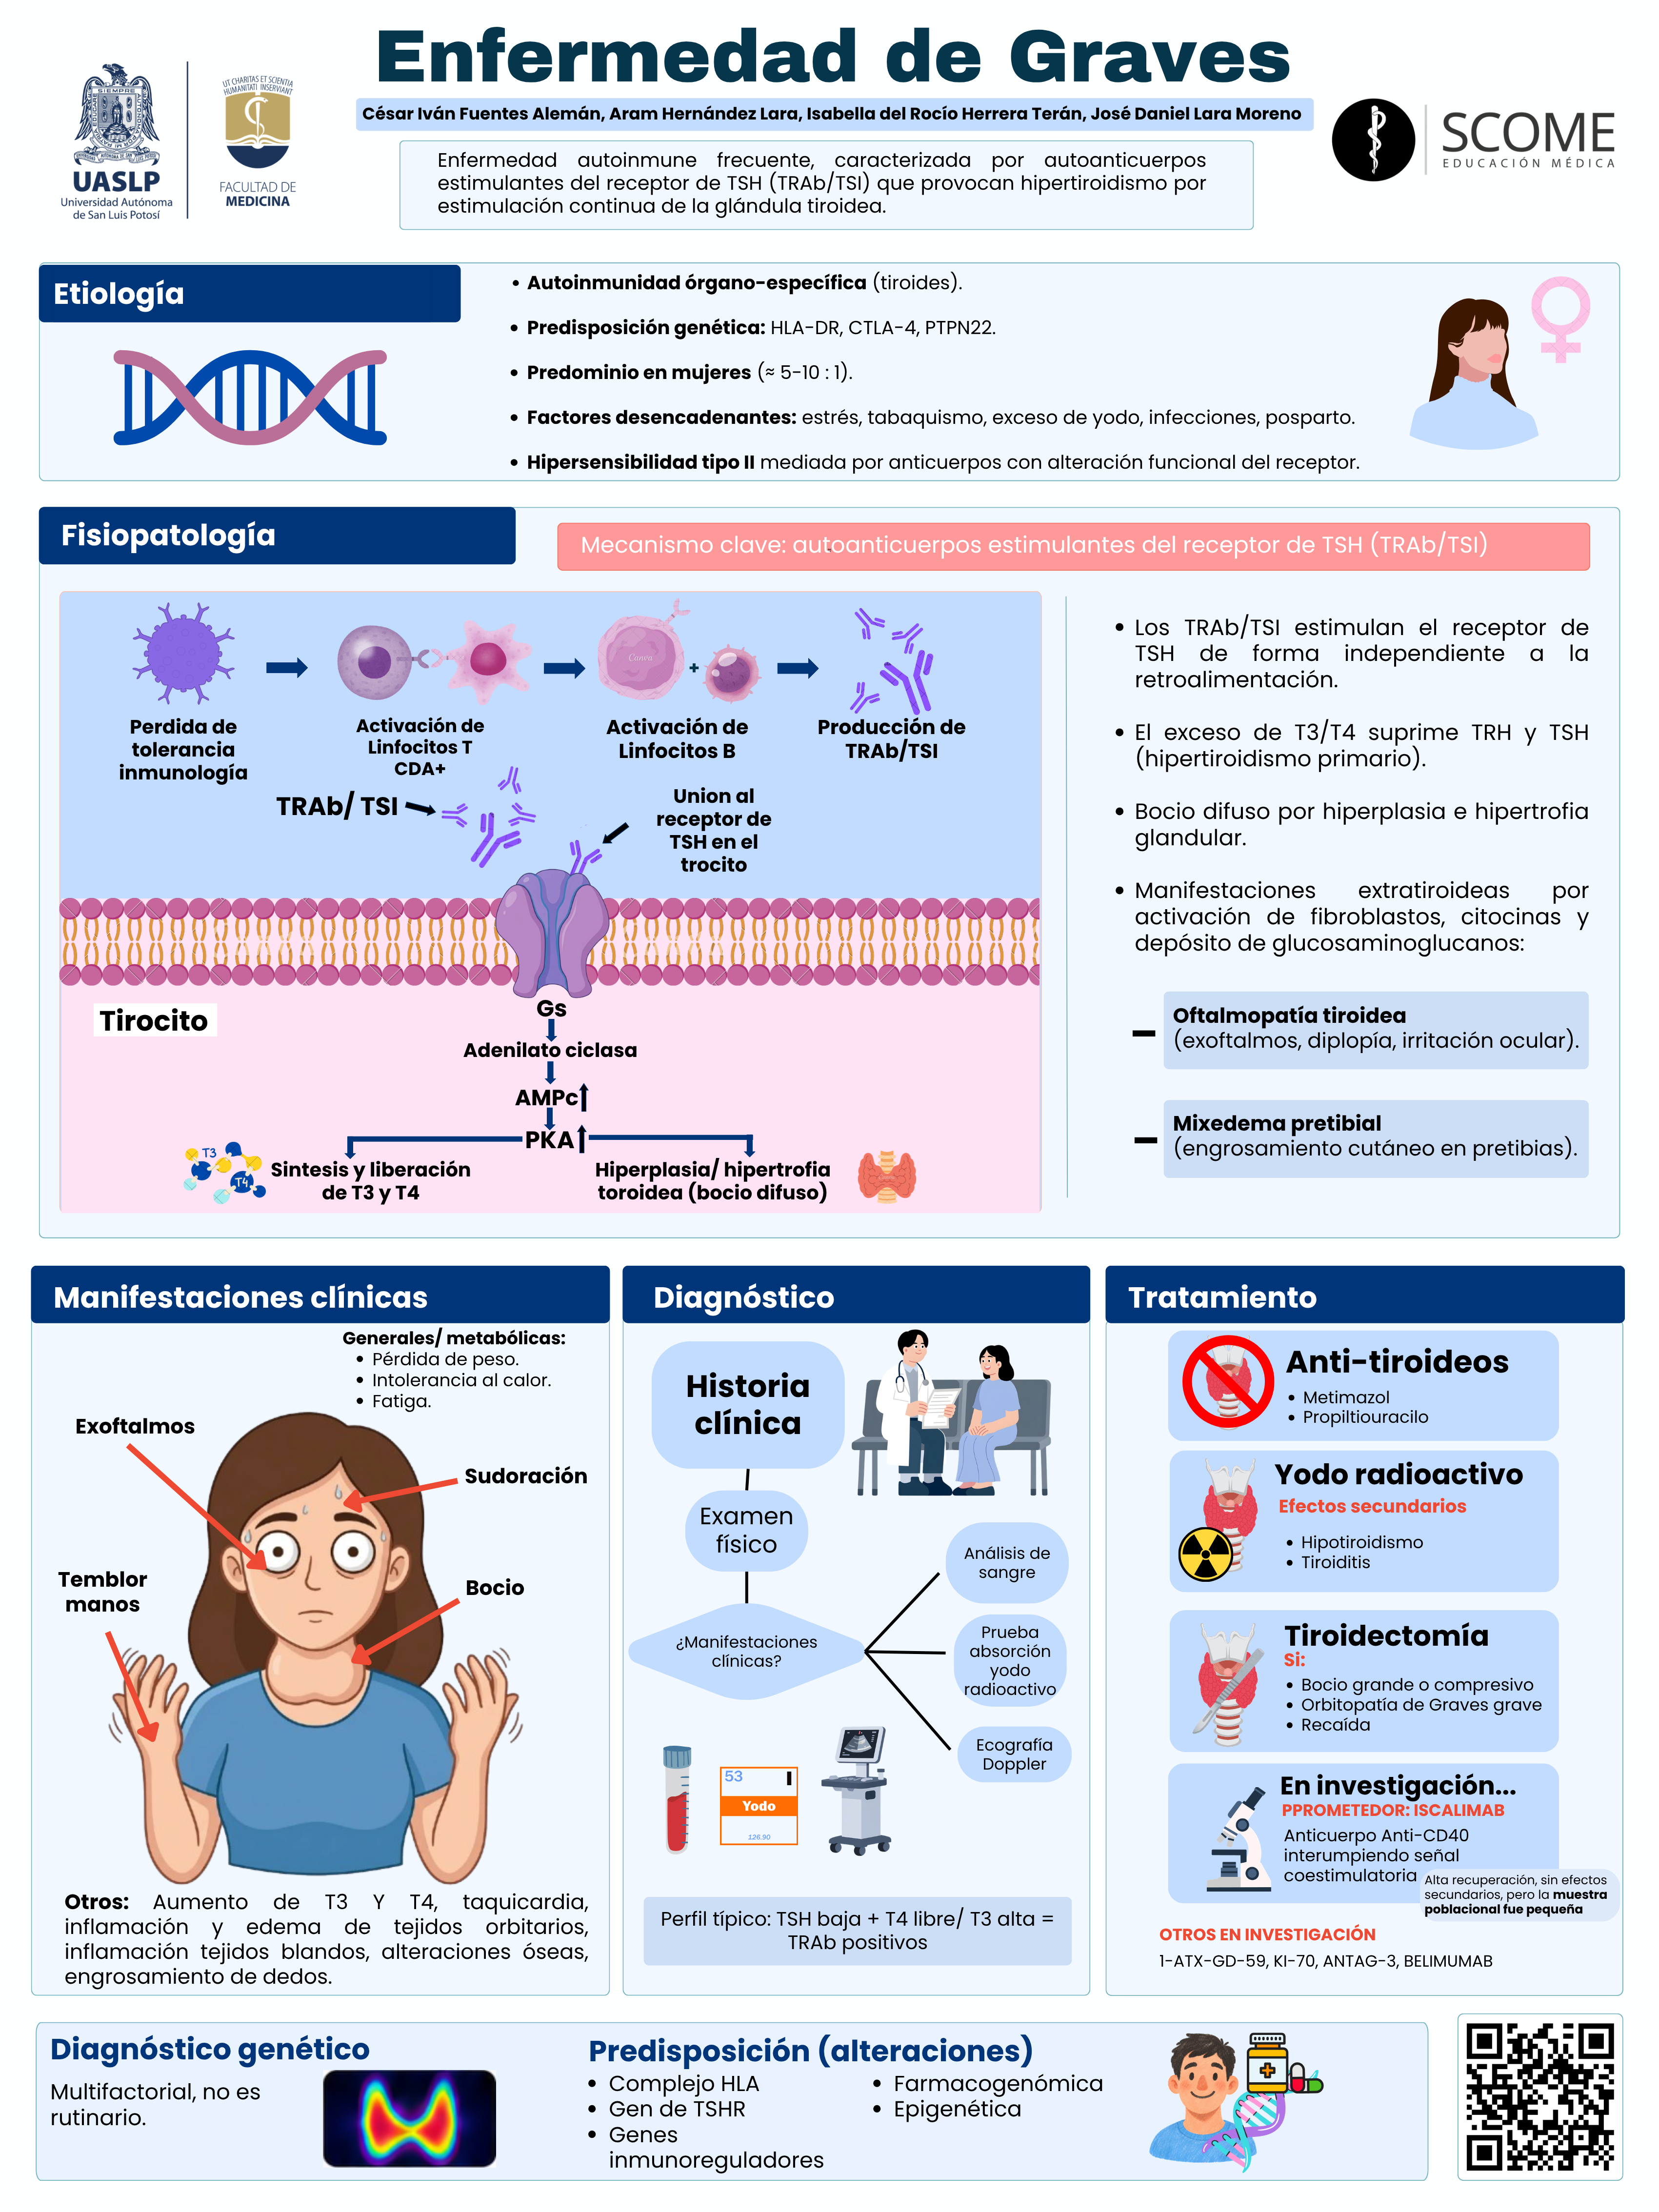 Enfermedad de Graves
César Iván Fuentes Alemán, Aram Hernández Lara, Isabella del Rocío Herrera Terán, José Daniel Lara Moreno
Enfermedad autoinmune frecuente, caracterizada por autoanticuerpos
estimulantes del receptor de TSH (TRAb/TSI) que provocan hipertiroidismo por
estimulación continua de la glándula tiroidea.
SIEMPRE
UASLP
Universidad Autónoma
de San Luis Potosí
UT CHARITAS ET SCIENTIA
HUMANITATI INSERVIANT
FACULTAD DE
MEDICINA
SCOME
EDUCACIÓN MÉDICA
Etiología
• Autoinmunidad órgano-específica (tiroides).
• Predisposición genética: HLA-DR, CTLA-4, PTPN22.
• Predominio en mujeres (≈ 5-10 : 1).
• Factores desencadenantes: estrés, tabaquismo, exceso de yodo, infecciones, posparto.
• Hipersensibilidad tipo II mediada por anticuerpos con alteración funcional del receptor.
Fisiopatología
Mecanismo clave: autoanticuerpos estimulantes del receptor de TSH (TRAb/TSI)
Canva
+
Perdida de
tolerancia
inmunología
Activación de
Linfocitos T
CDA+
Activación de
Linfocitos B
Producción de
TRAb/TSI
TRAb/ TSI
Union al
receptor de
TSH en el
trocito
Tirocito
Gs
Adenilato ciclasa
AMPc
PKA
T3
T4
Sintesis y liberación
de T3 y T4
Hiperplasia/ hipertrofia
toroidea (bocio difuso)
• Los TRAb/TSI estimulan el receptor de
TSH de forma independiente a la
retroalimentación.
• El exceso de T3/T4 suprime TRH y TSH
(hipertiroidismo primario).
• Bocio difuso por hiperplasia e hipertrofia
glandular.
• Manifestaciones extratiroideas por
activación de fibroblastos, citocinas y
depósito de glucosaminoglucanos:
– Oftalmopatía tiroidea
(exoftalmos, diplopía, irritación ocular).
– Mixedema pretibial
(engrosamiento cutáneo en pretibias).
Manifestaciones clínicas
Generales/ metabólicas:
• Pérdida de peso.
• Intolerancia al calor.
• Fatiga.
Exoftalmos
Sudoración
Temblor
manos
Bocio
Otros: Aumento de T3 Y T4, taquicardia,
inflamación y edema de tejidos orbitarios,
inflamación tejidos blandos, alteraciones óseas,
engrosamiento de dedos.
Diagnóstico
Historia
clínica
Examen
físico
¿Manifestaciones
clínicas?
Análisis de
sangre
Prueba
absorción
yodo
radioactivo
Ecografía
Doppler
53
I
Yodo
126.90
Perfil típico: TSH baja + T4 libre/ T3 alta =
TRAb positivos
Tratamiento
Anti-tiroideos
• Metimazol
• Propiltiouracilo
Yodo radioactivo
Efectos secundarios
• Hipotiroidismo
• Tiroiditis
Tiroidectomía
Si:
• Bocio grande o compresivo
• Orbitopatía de Graves grave
• Recaída
En investigación...
PPROMETEDOR: ISCALIMAB
Anticuerpo Anti-CD40
interumpiendo señal
coestimulatoria
Alta recuperación, sin efectos
secundarios, pero la muestra
poblacional fue pequeña
OTROS EN INVESTIGACIÓN
1-ATX-GD-59, KI-70, ANTAG-3, BELIMUMAB
Diagnóstico genético
Multifactorial, no es
rutinario.
Predisposición (alteraciones)
• Complejo HLA
• Gen de TSHR
• Genes
inmunoreguladores
• Farmacogenómica
• Epigenética